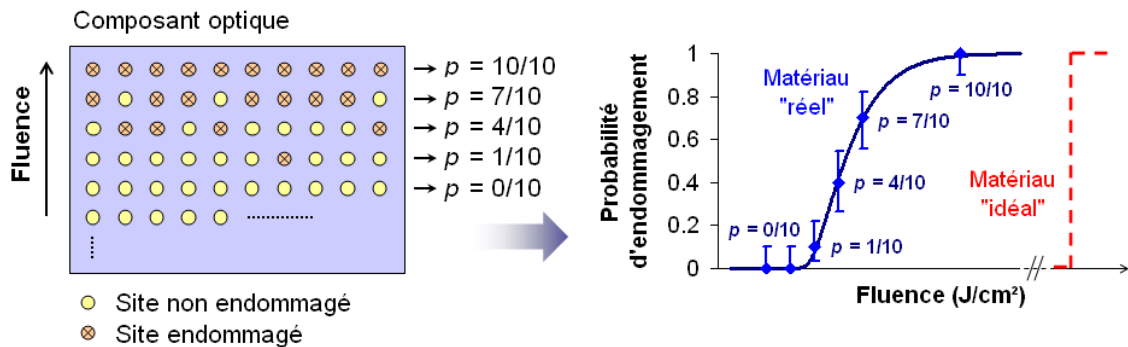 Composant optique
Fluence
p = 10/10
p = 7/10
p = 4/10
p = 1/10
p = 0/10
Site non endommagé
Site endommagé
Probabilité
d'endommagement
1
0.8
0.6
0.4
0.2
0
Matériau
"réel"
p = 10/10
p = 7/10
p = 4/10
p = 0/10
p = 1/10
Matériau
"idéal"
Fluence (J/cm²)